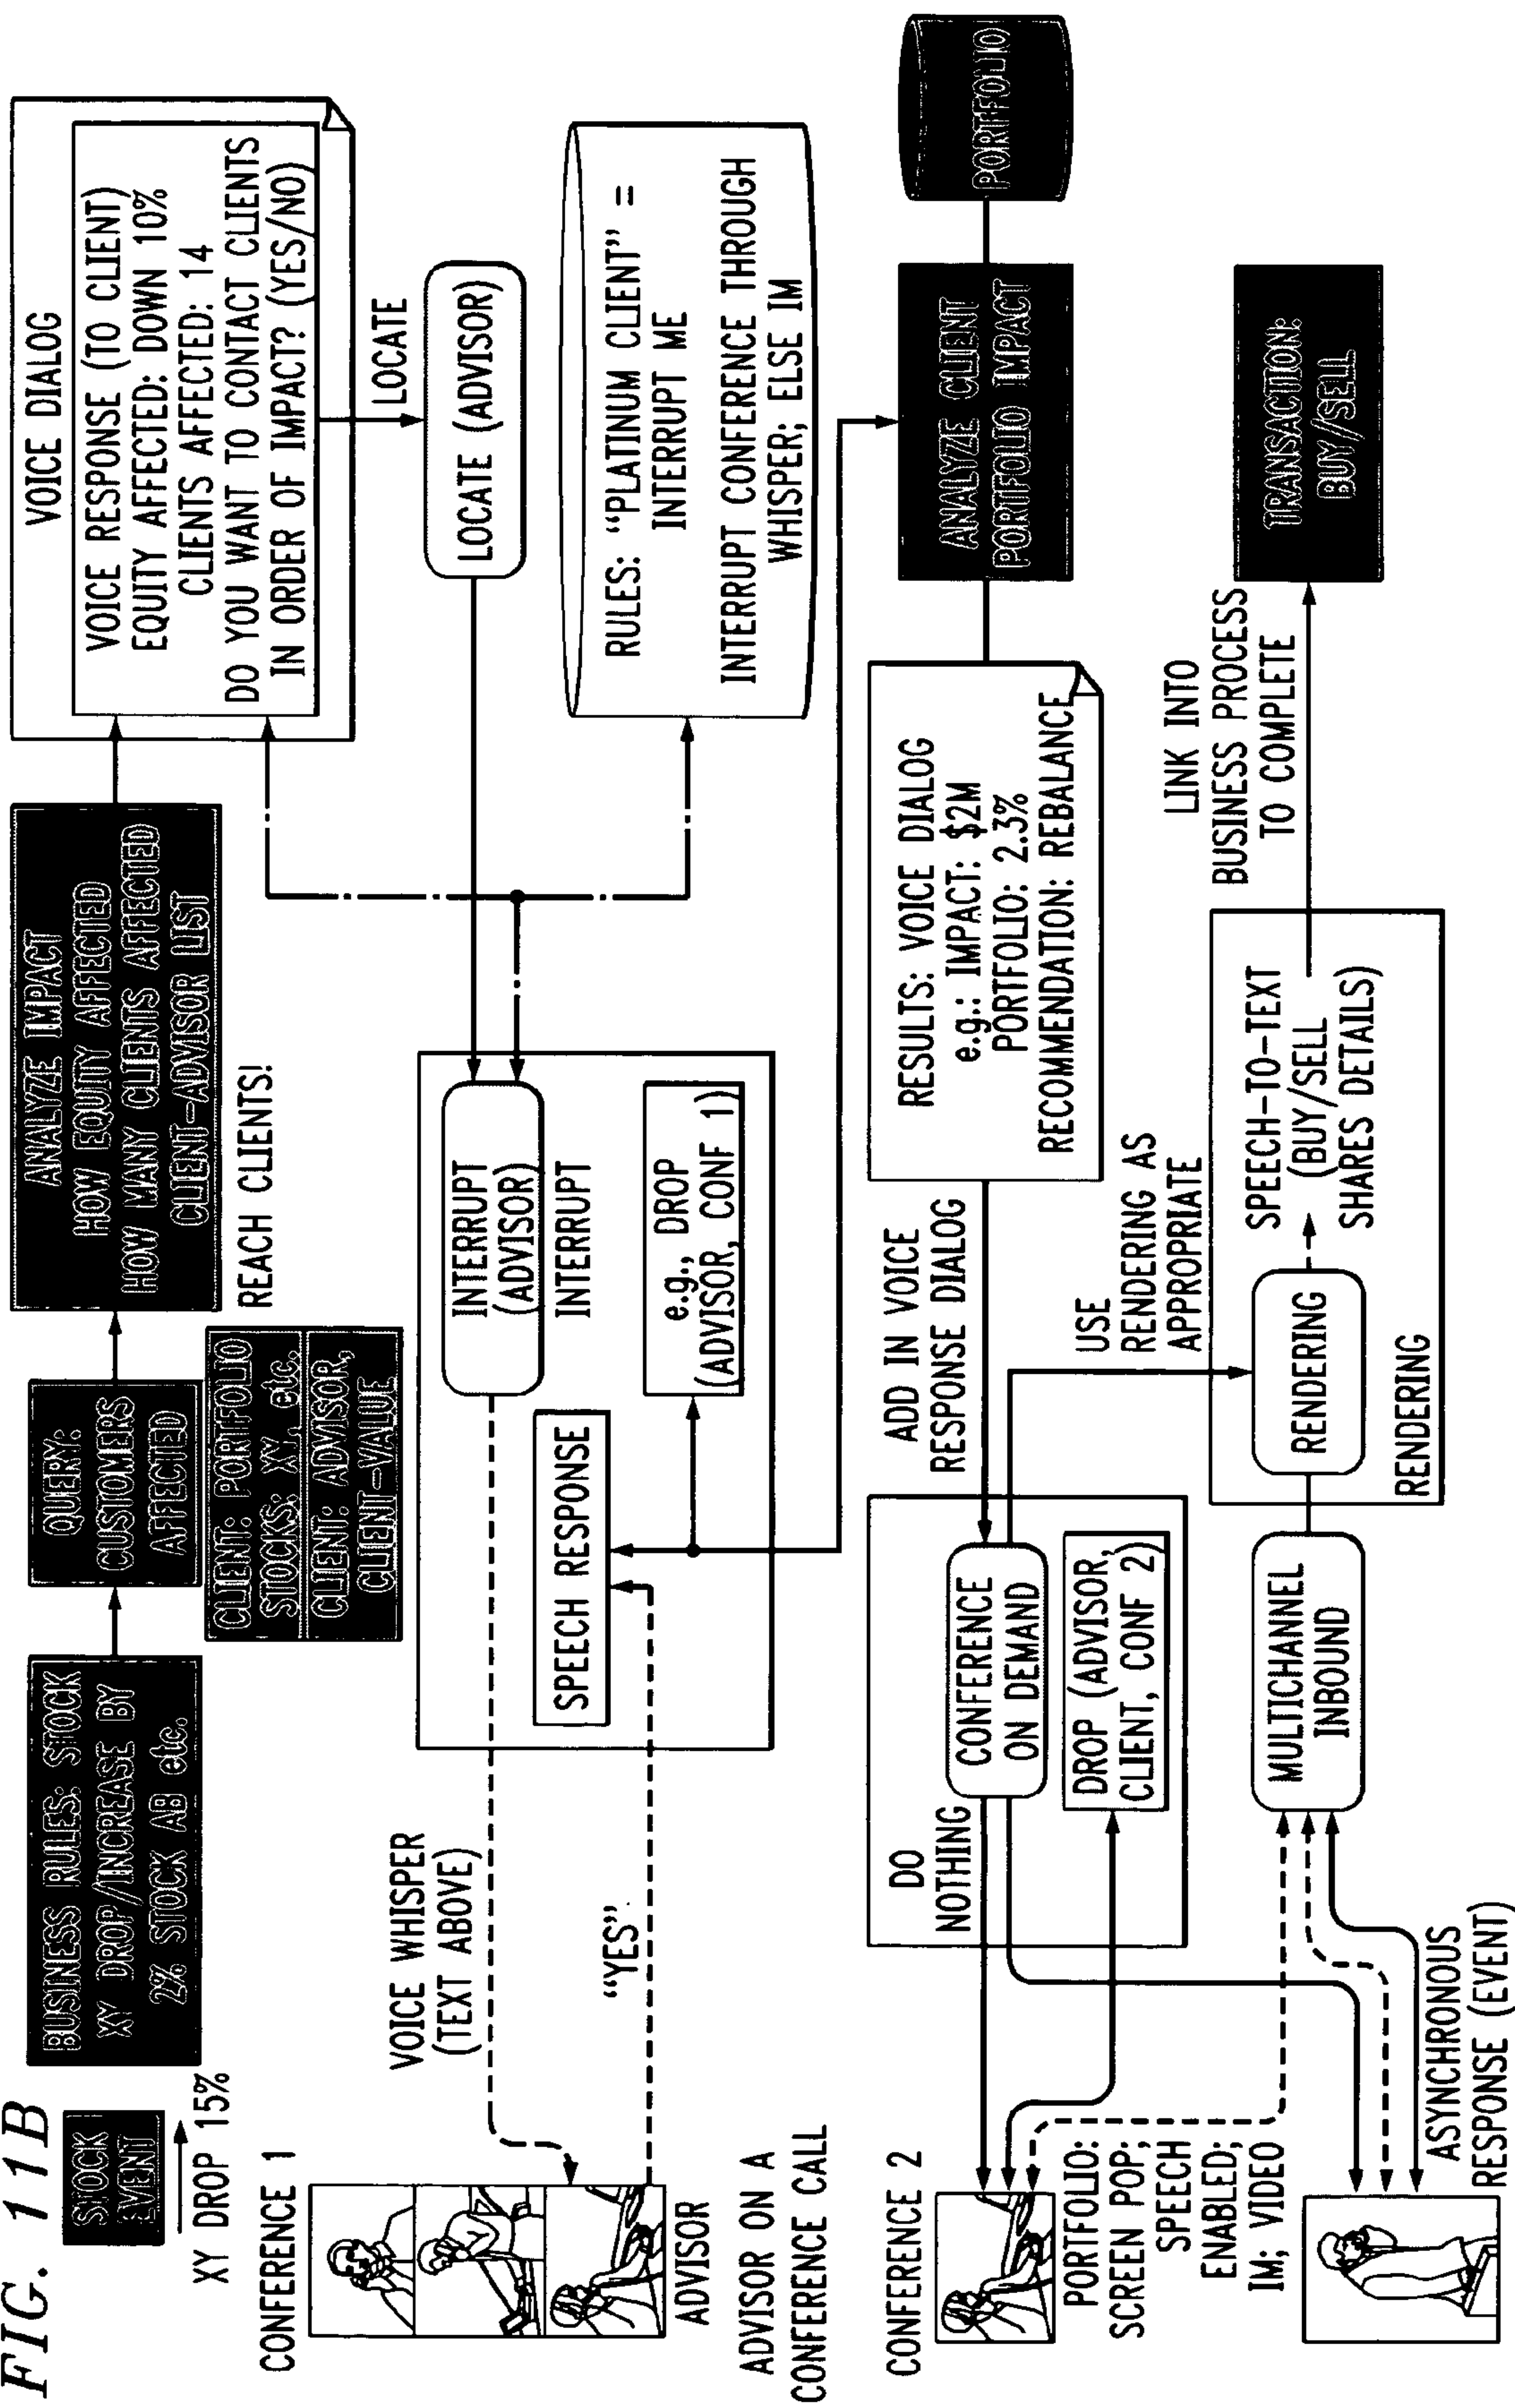 FIG. 11B
STOCK
EVENT
XY DROP 15%
BUSINESS RULES: STOCK
XY DROP/INCREASE BY
2% STOCK AB etc.
QUERY:
CUSTOMERS
AFFECTED
CLIENT: PORTFOLIO
STOCKS: XY, etc.
CLIENT: ADVISOR,
CLIENT-VALUE
ANALYZE IMPACT
HOW EQUITY AFFECTED
HOW MANY CLIENTS AFFECTED
CLIENT-ADVISOR LIST
REACH CLIENTS!
VOICE DIALOG
VOICE RESPONSE (TO CLIENT)
EQUITY AFFECTED: DOWN 10%
CLIENTS AFFECTED: 14
DO YOU WANT TO CONTACT CLIENTS
IN ORDER OF IMPACT? (YES/NO)
LOCATE
LOCATE (ADVISOR)
RULES: “PLATINUM CLIENT” =
INTERRUPT ME
INTERRUPT CONFERENCE THROUGH
WHISPER; ELSE IM
CONFERENCE 1
ADVISOR
ADVISOR ON A
CONFERENCE CALL
VOICE WHISPER
(TEXT ABOVE)
“YES”
INTERRUPT
(ADVISOR)
INTERRUPT
SPEECH RESPONSE
e.g., DROP
(ADVISOR, CONF 1)
PORTFOLIO
ANALYZE CLIENT
PORTFOLIO IMPACT
RESULTS: VOICE DIALOG
e.g.: IMPACT: $2M
PORTFOLIO: 2.3%
RECOMMENDATION: REBALANCE
ADD IN VOICE
RESPONSE DIALOG
CONFERENCE 2
PORTFOLIO:
SCREEN POP;
SPEECH
ENABLED;
IM; VIDEO
DO
NOTHING
CONFERENCE
ON DEMAND
DROP (ADVISOR,
CLIENT, CONF 2)
USE
RENDERING AS
APPROPRIATE
ASYNCHRONOUS
RESPONSE (EVENT)
MULTICHANNEL
INBOUND
RENDERING
RENDERING
SPEECH-TO-TEXT
(BUY/SELL
SHARES DETAILS)
LINK INTO
BUSINESS PROCESS
TO COMPLETE
TRANSACTION:
BUY/SELL